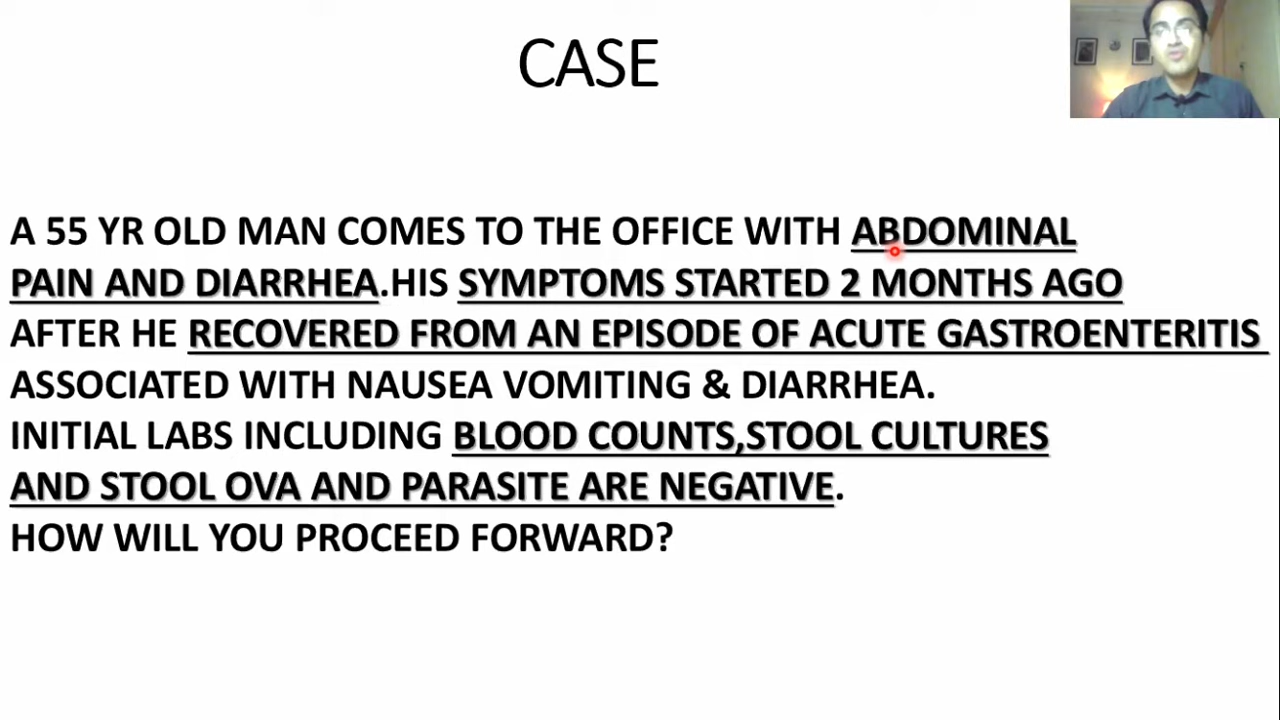 CASE
A 55 YR OLD MAN COMES TO THE OFFICE WITH ABDOMINAL
PAIN AND DIARRHEA.HIS SYMPTOMS STARTED 2 MONTHS AGO
AFTER HE RECOVERED FROM AN EPISODE OF ACUTE GASTROENTERITIS
ASSOCIATED WITH NAUSEA VOMITING & DIARRHEA.
INITIAL LABS INCLUDING BLOOD COUNTS,STOOL CULTURES
AND STOOL OVA AND PARASITE ARE NEGATIVE.
HOW WILL YOU PROCEED FORWARD?